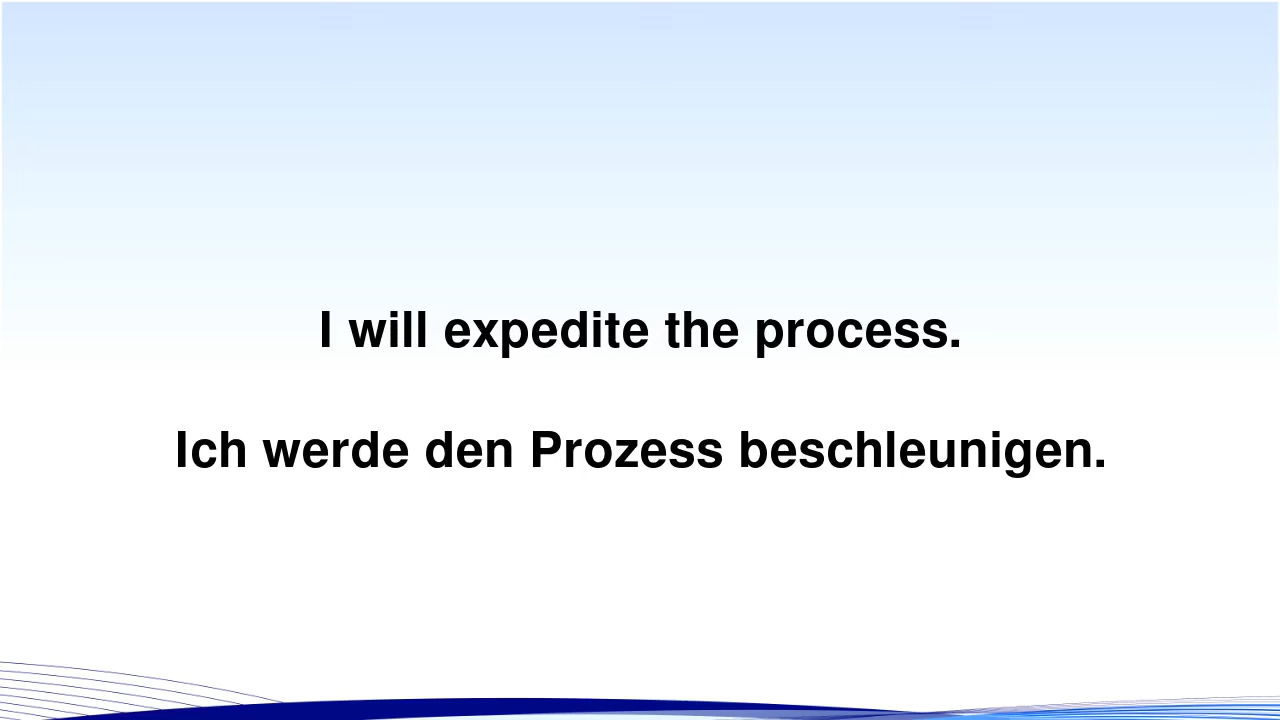 I will expedite the process.
Ich werde den Prozess beschleunigen.